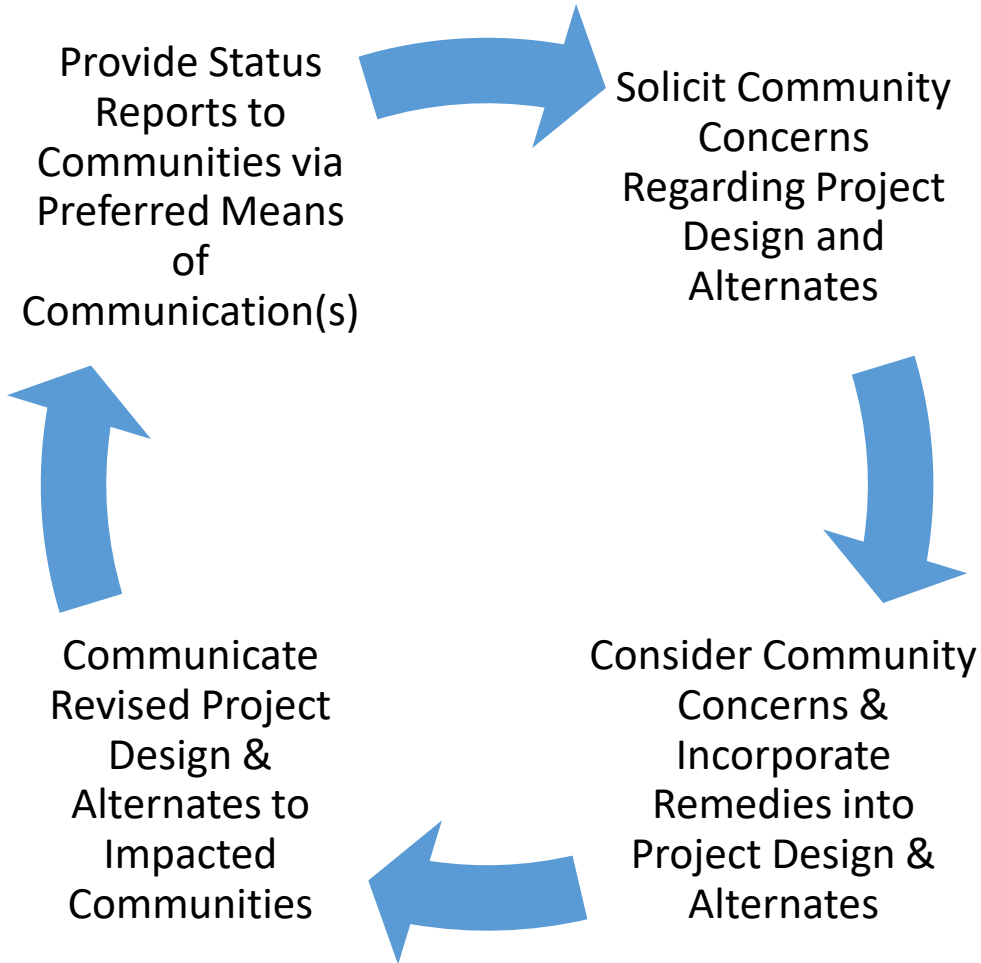 Provide Status
Reports to
Communities via
Preferred Means
of
Communication(s)
Solicit Community
Concerns
Regarding Project
Design and
Alternates
Consider Community
Concerns &
Incorporate
Remedies into
Project Design &
Alternates
Communicate
Revised Project
Design &
Alternates to
Impacted
Communities